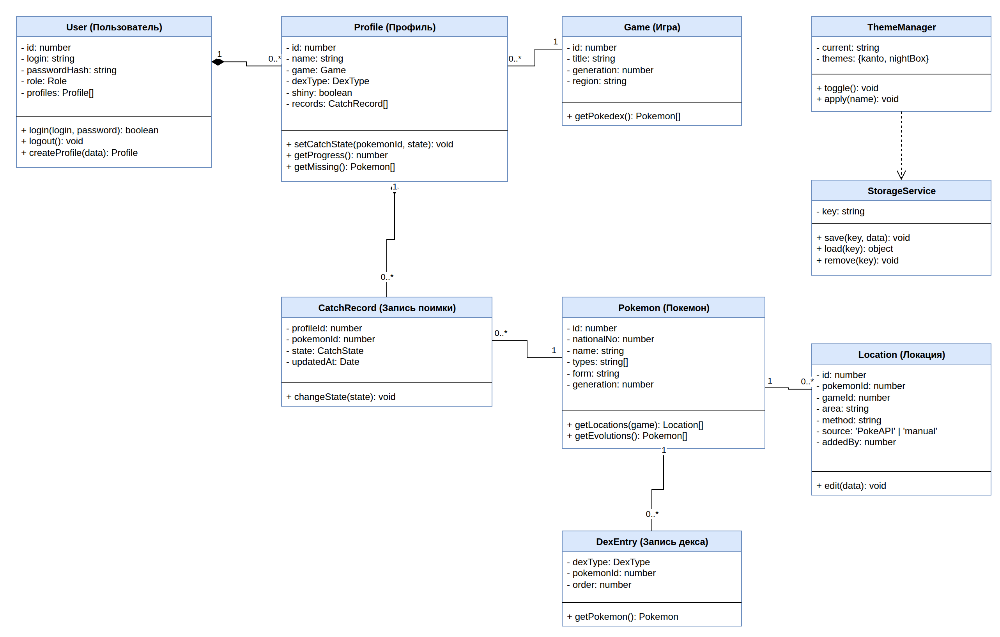 User (Пользователь)
- id: number
- login: string
- passwordHash: string
- role: Role
- profiles: Profile[]
+ login(login, password): boolean
+ logout(): void
+ createProfile(data): Profile
1
0..*
Profile (Профиль)
- id: number
- name: string
- game: Game
- dexType: DexType
- shiny: boolean
- records: CatchRecord[]
+ setCatchState(pokemonId, state): void
+ getProgress(): number
+ getMissing(): Pokemon[]
0..*
1
Game (Игра)
- id: number
- title: string
- generation: number
- region: string
+ getPokedex(): Pokemon[]
ThemeManager
- current: string
- themes: {kanto, nightBox}
+ toggle(): void
+ apply(name): void
StorageService
- key: string
+ save(key, data): void
+ load(key): object
+ remove(key): void
1
0..*
CatchRecord (Запись поимки)
- profileId: number
- pokemonId: number
- state: CatchState
- updatedAt: Date
+ changeState(state): void
0..*
1
Pokemon (Покемон)
- id: number
- nationalNo: number
- name: string
- types: string[]
- form: string
- generation: number
+ getLocations(game): Location[]
+ getEvolutions(): Pokemon[]
1
0..*
Location (Локация)
- id: number
- pokemonId: number
- gameId: number
- area: string
- method: string
- source: 'PokeAPI' | 'manual'
- addedBy: number
+ edit(data): void
1
0..*
DexEntry (Запись декса)
- dexType: DexType
- pokemonId: number
- order: number
+ getPokemon(): Pokemon